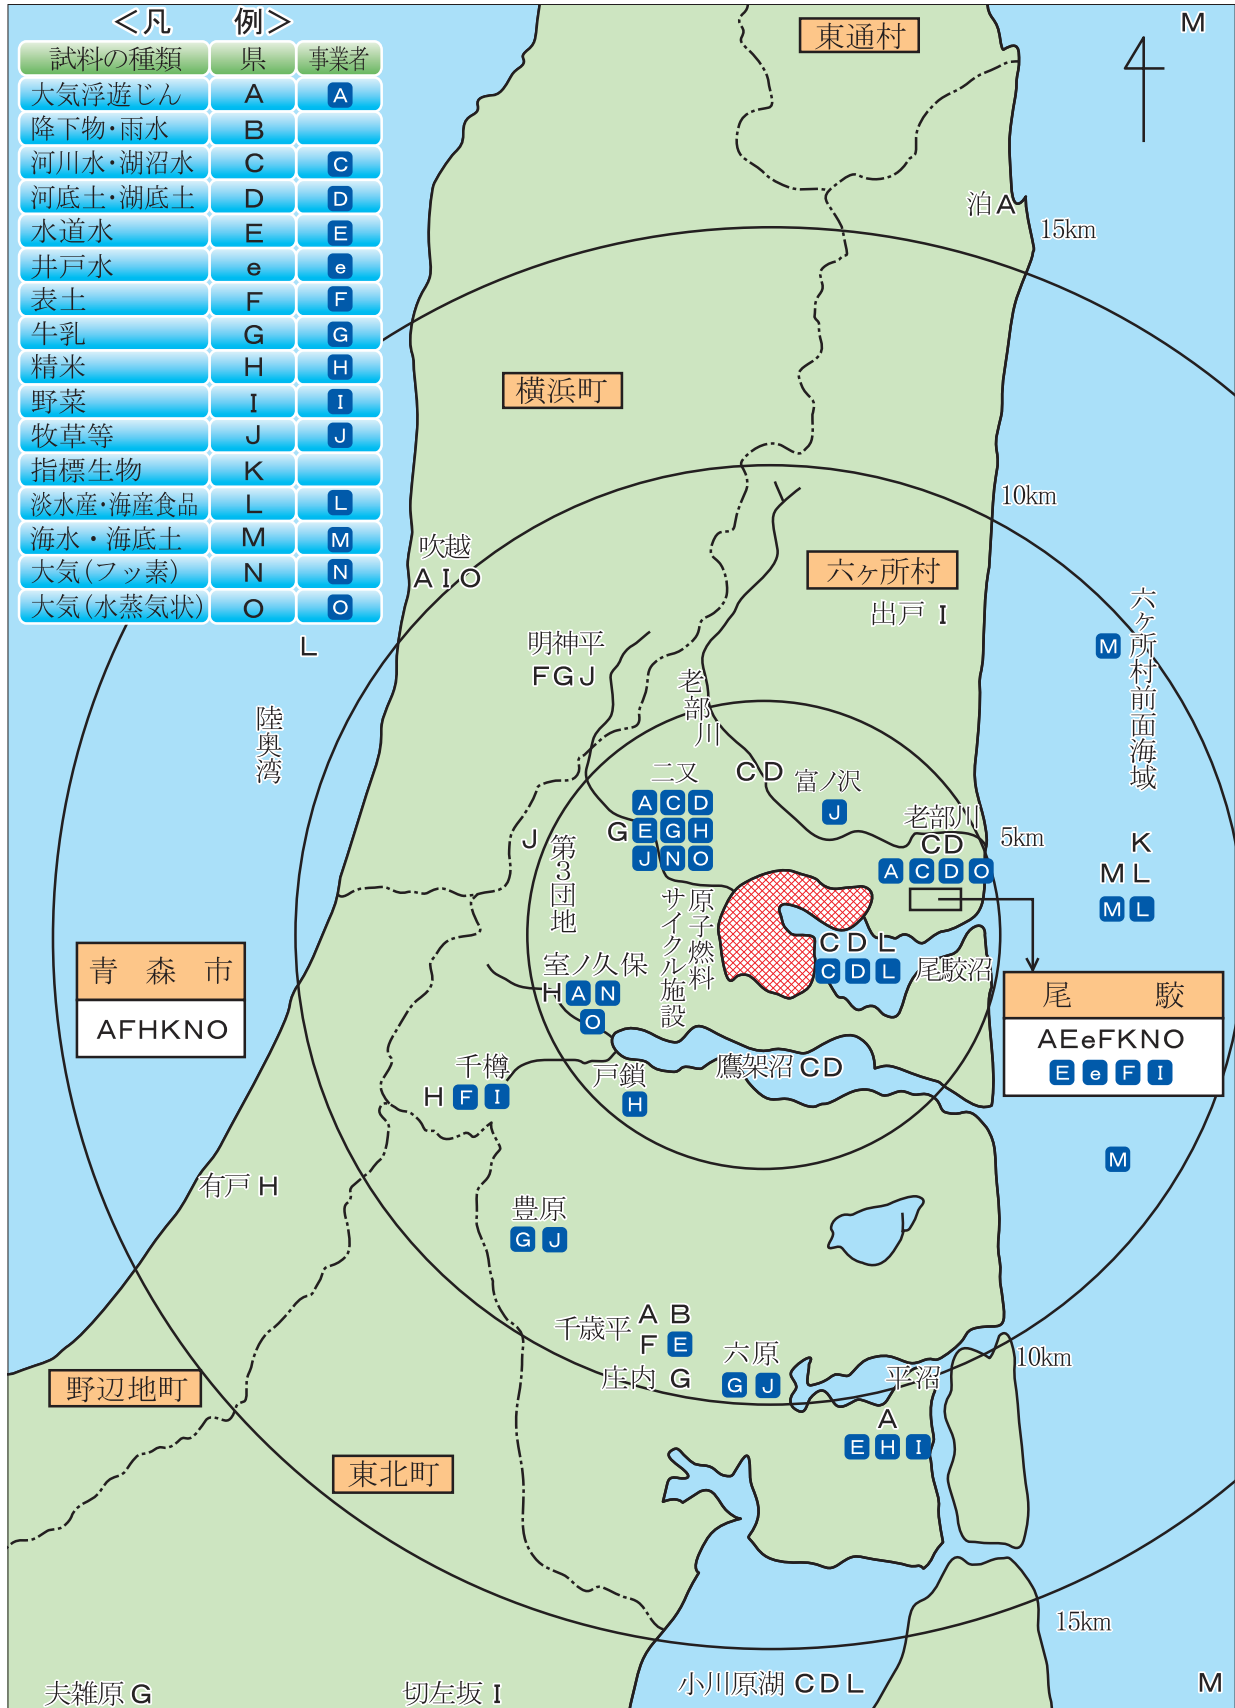 ＜凡　例＞
試料の種類 県 事業者
大気浮遊じん A A
降下物・雨水 B
河川水・湖沼水 C C
河底土・湖底土 D D
水道水 E E
井戸水 e e
表土 F F
牛乳 G G
精米 H H
野菜 I I
牧草等 J J
指標生物 K
淡水産・海産食品 L L
海水・海底土 M M
大気(フッ素) N N
大気(水蒸気状) O O
東通村
M
泊 A
15km
横浜町
10km
吹越
A I O
六ヶ所村
出戸 I
六ヶ所村前面海域
M
L
陸奥湾
明神平
F G J
老部川
二又
A C D
G E G H
J N O
C D
富ノ沢
J
老部川
C D
A C D O
5km
K
M L
M L
J
第3団地
原子燃料
サイクル施設
C D L
C D L
尾駮沼
室ノ久保
H A N
O
青森市
AFHKNO
尾駮
AEeFKNO
E e F I
千樽
H F I
戸鎖
H
鷹架沼 C D
M
有戸 H
豊原
G J
千歳平
A B
F E
庄内 G
六原
G J
平沼
A
E H I
10km
野辺地町
東北町
15km
夫雑原 G
切左坂 I
小川原湖 C D L
M